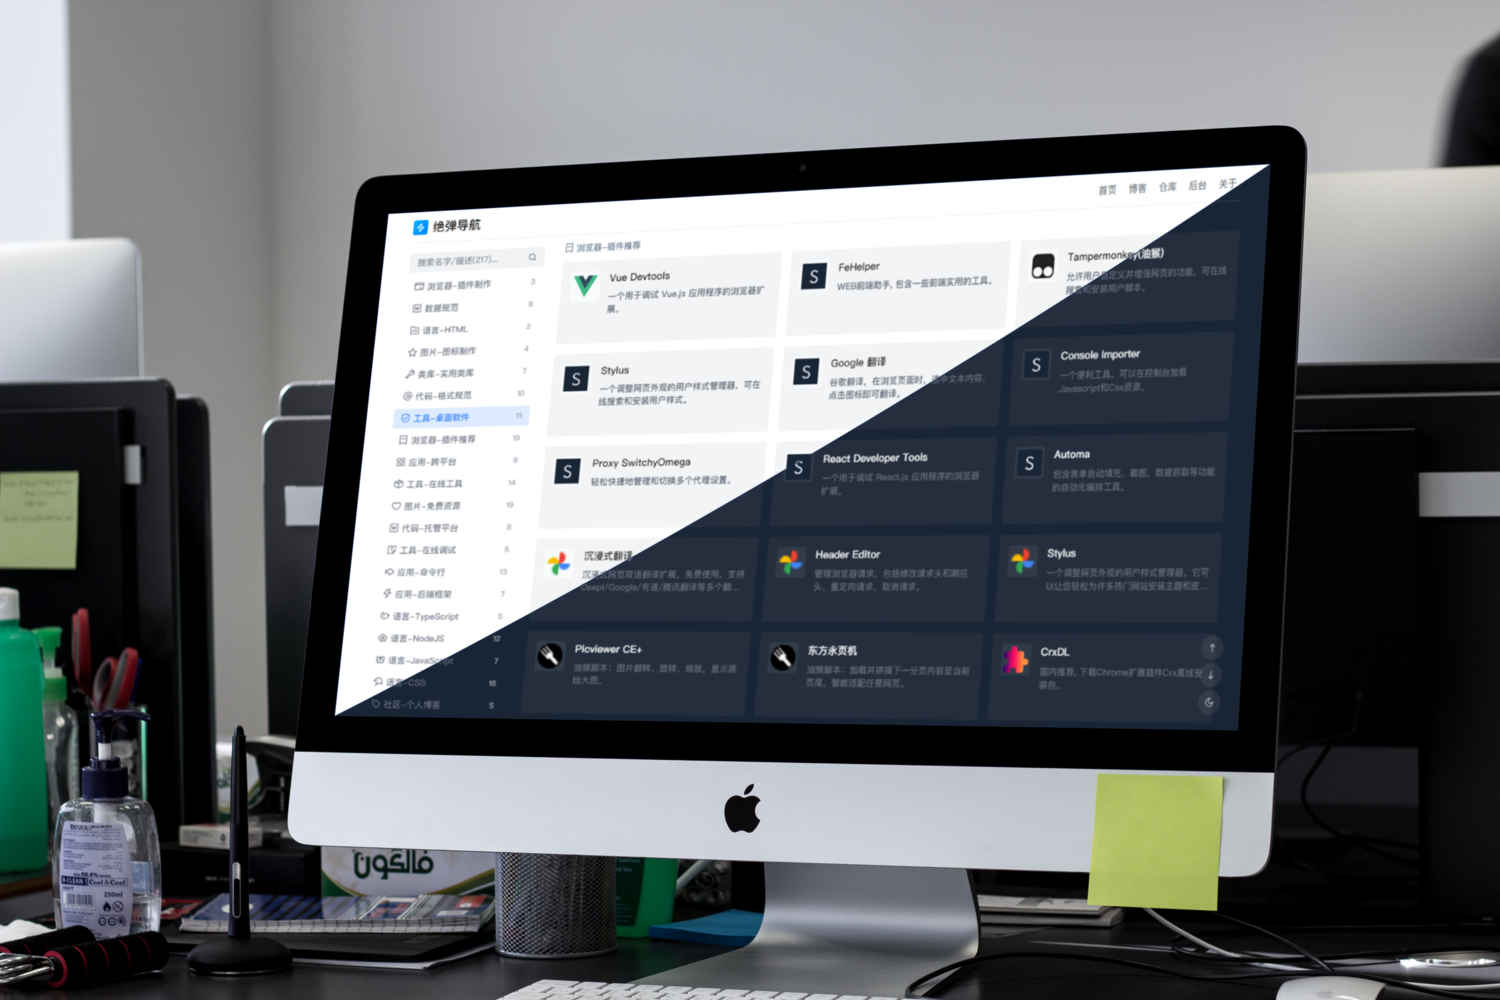 绝弹导航
首页 博客 仓库 后台 关于
搜索名字/描述(217)...
浏览器-插件制作 3
数据规范 8
语言-HTML 2
图片-图标制作 4
类库-实用类库 7
代码-格式规范 10
工具-桌面软件 11
浏览器-插件推荐 19
应用-跨平台 6
工具-在线工具 14
图片-免费资源 19
代码-托管平台 8
工具-在线调试 5
应用-命令行 13
应用-后端框架 7
语言-TypeScript 5
语言-NodeJS 12
语言-JavaScript 7
语言-CSS 16
社区-个人博客 5
浏览器-插件推荐
Vue Devtools
一个用于调试 Vue.js 应用程序的浏览器扩
展。
FeHelper
WEB前端助手, 包含一些前端实用的工具。
Tampermonkey(油猴)
允许用户自定义并增强网页的功能, 可在线
搜索和安装用户脚本。
Stylus
一个调整网页外观的用户样式管理器, 可在
线搜索和安装用户样式。
Google 翻译
谷歌翻译, 在浏览页面时, 选中文本内容,
点击图标即可翻译。
Console Importer
一个便利工具, 可以在控制台加载
Javascript和Css资源。
Proxy SwitchyOmega
轻松快捷地管理和切换多个代理设置。
React Developer Tools
一个用于调试 React.js 应用程序的浏览器
扩展。
Automa
包含表单自动填充, 截图, 数据抓取等功能
的自动化编排工具。
沉浸式翻译
沉浸式网页双语翻译扩展, 免费使用, 支持
Deepl/Google/有道/腾讯翻译等多个翻...
Header Editor
管理浏览器请求, 包括修改请求头和响应
头、重定向请求、取消请求。
Stylus
一个调整网页外观的用户样式管理器, 它可
以让您轻松为许多热门网站安装主题和皮...
Picviewer CE+
油猴脚本: 图片翻转、旋转、缩放、显示原
始大图。
东方永页机
油猴脚本: 加载并拼接下一分页内容至当前
页尾, 智能适配任意网页。
CrxDL
国内推荐, 下载Chrome扩展插件Crx离线安
装包。
فالكون
Cool & Cool
250ml